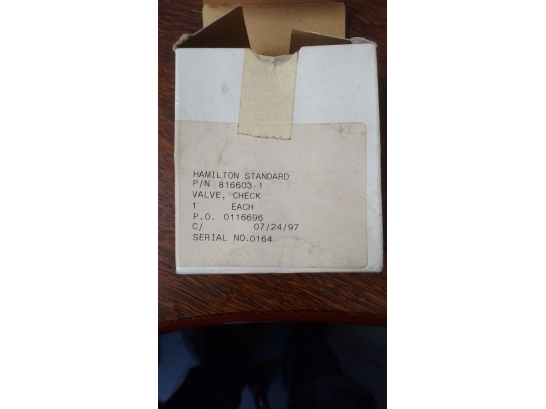 HAMILTON STANDARD
P/N 816603-1
VALVE, CHECK
1 EACH
P.O. 0116696
C/ 07/24/97
SERIAL NO.0164